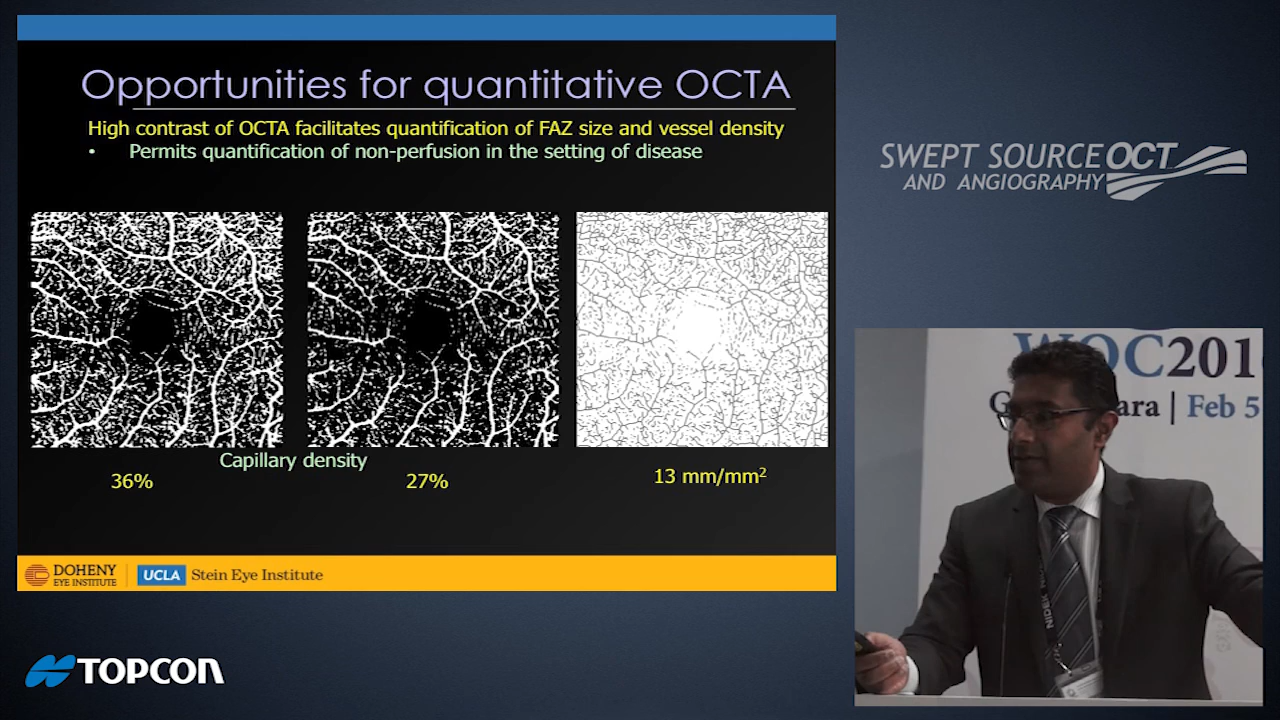 Opportunities for quantitative OCTA
High contrast of OCTA facilitates quantification of FAZ size and vessel density
• Permits quantification of non-perfusion in the setting of disease
Capillary density
36%
27%
13 mm/mm²
DOHENY
EYE INSTITUTE
UCLA
Stein Eye Institute
TOPCON
SWEPT SOURCE OCT
AND ANGIOGRAPHY
WOC201
ara | Feb 5
NIDEK